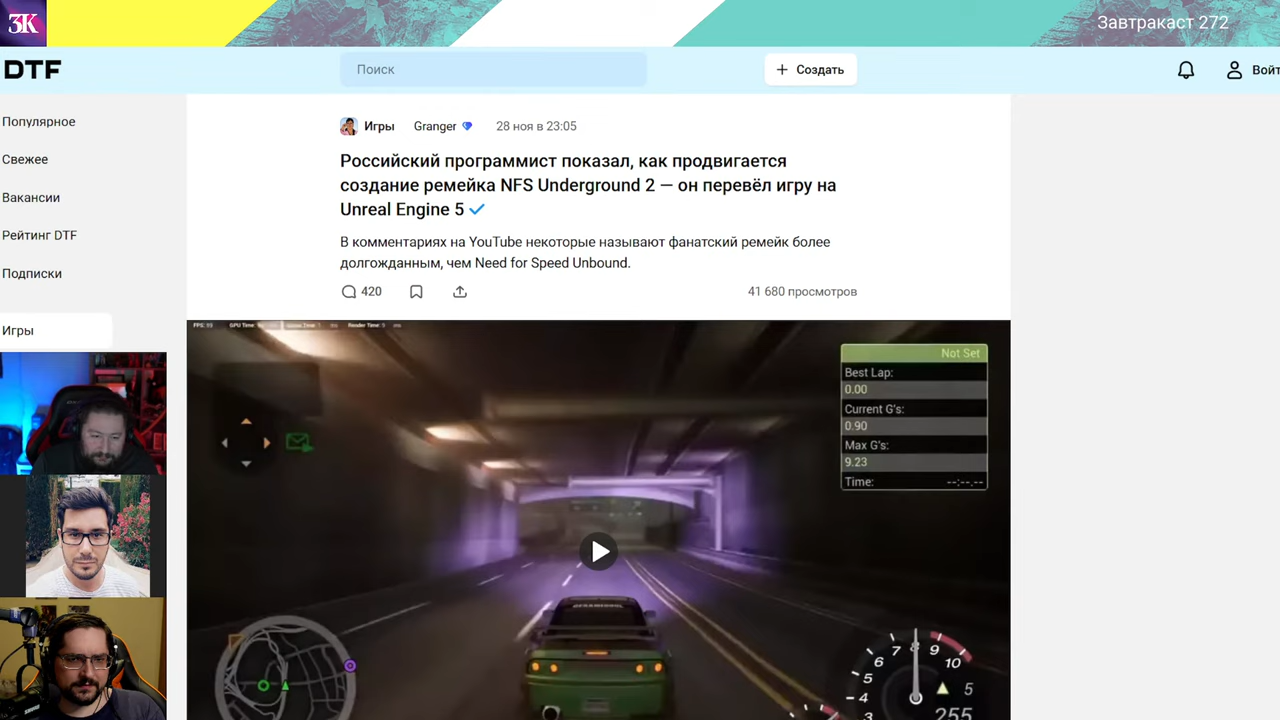 ЗК
Завтракаст 272
DTF
Поиск
+ Создать
Войт
Популярное
Свежее
Вакансии
Рейтинг DTF
Подписки
Игры
Игры Granger 28 ноя в 23:05
Российский программист показал, как продвигается
создание ремейка NFS Underground 2 — он перевёл игру на
Unreal Engine 5
В комментариях на YouTube некоторые называют фанатский ремейк более
долгожданным, чем Need for Speed Unbound.
420
41 680 просмотров
Not Set
Best Lap:
0.00
Current G's:
0.90
Max G's:
9.23
Time: --:--.--
3
4
5
6
7
8
9
10
5
255